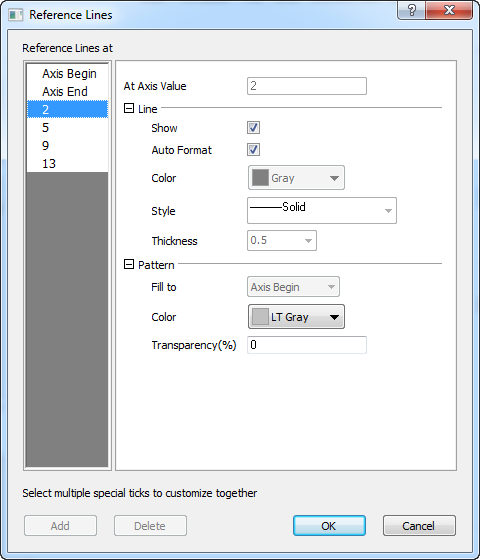 Reference Lines
Reference Lines at
Axis Begin
Axis End
2
5
9
13
At Axis Value 2
Line
Show
Auto Format
Color Gray
Style Solid
Thickness 0.5
Pattern
Fill to Axis Begin
Color LT Gray
Transparency(%) 0
Select multiple special ticks to customize together
Add Delete OK Cancel